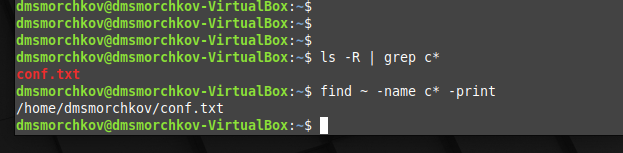 dmsmorchkov@dmsmorchkov-VirtualBox:~$
dmsmorchkov@dmsmorchkov-VirtualBox:~$
dmsmorchkov@dmsmorchkov-VirtualBox:~$
dmsmorchkov@dmsmorchkov-VirtualBox:~$ ls -R | grep c*
conf.txt
dmsmorchkov@dmsmorchkov-VirtualBox:~$ find ~ -name c* -print
/home/dmsmorchkov/conf.txt
dmsmorchkov@dmsmorchkov-VirtualBox:~$